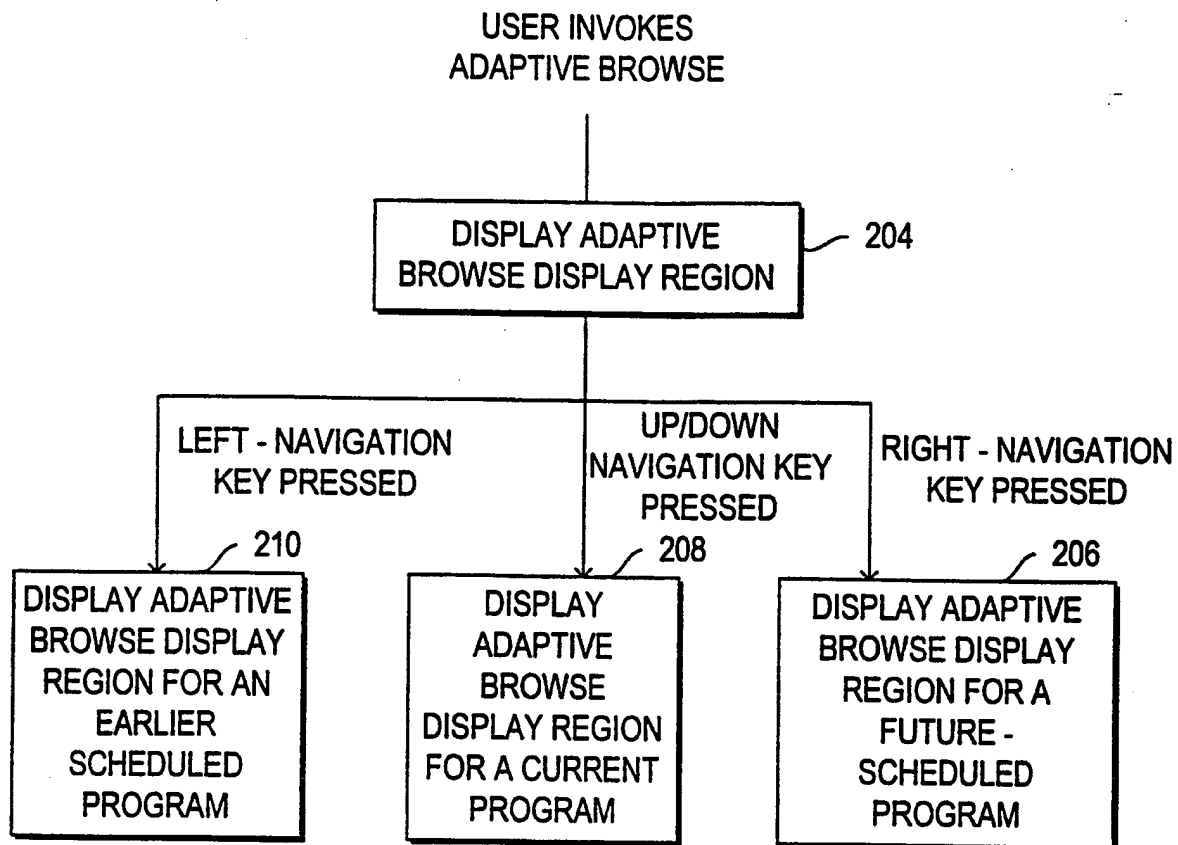 USER INVOKES
ADAPTIVE BROWSE
DISPLAY ADAPTIVE
BROWSE DISPLAY REGION
204
LEFT - NAVIGATION
KEY PRESSED
UP/DOWN
NAVIGATION KEY
PRESSED
RIGHT - NAVIGATION
KEY PRESSED
210
DISPLAY ADAPTIVE
BROWSE DISPLAY
REGION FOR AN
EARLIER
SCHEDULED
PROGRAM
208
DISPLAY
ADAPTIVE
BROWSE
DISPLAY REGION
FOR A CURRENT
PROGRAM
206
DISPLAY ADAPTIVE
BROWSE DISPLAY
REGION FOR A
FUTURE -
SCHEDULED
PROGRAM